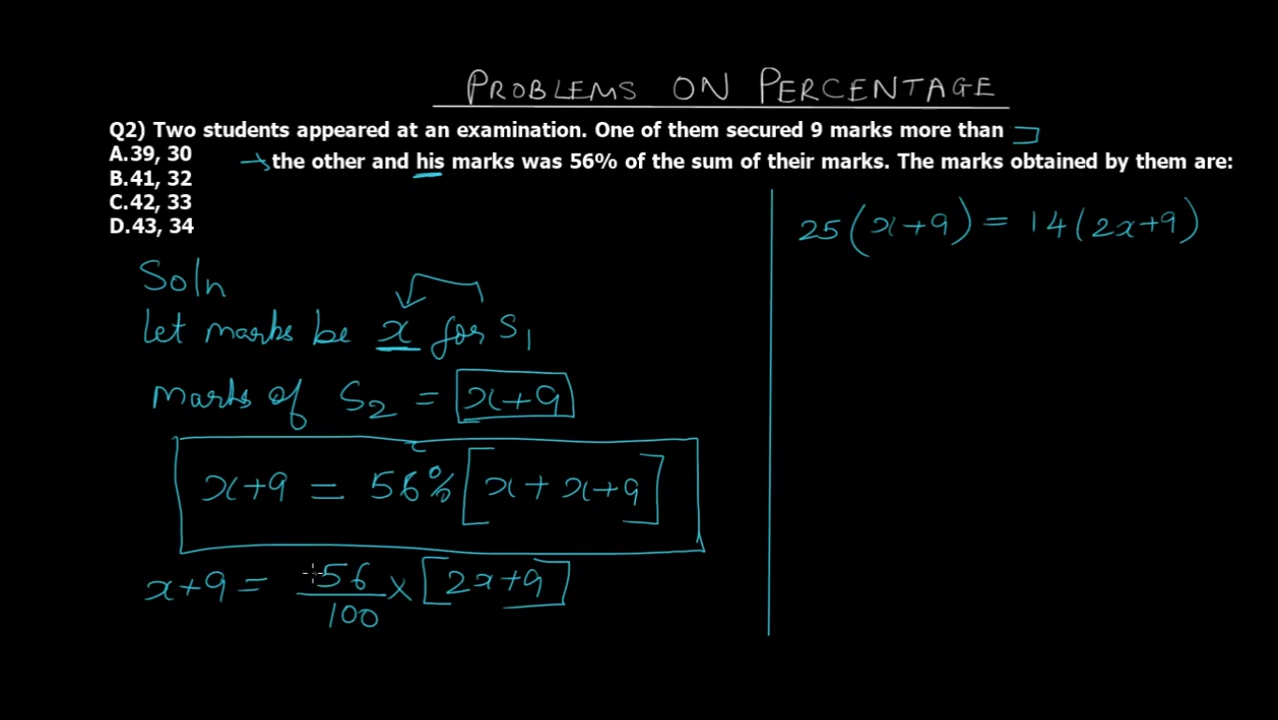 PROBLEMS ON PERCENTAGE
Q2) Two students appeared at an examination. One of them secured 9 marks more than
the other and his marks was 56% of the sum of their marks. The marks obtained by them are:
A.39, 30
B.41, 32
C.42, 33
D.43, 34
Soln
let marks be x for S1
marks of S2 = x+9
x+9 = 56% [x + x+9]
x+9 = 56/100 × [2x+9]
25(x+9) = 14(2x+9)